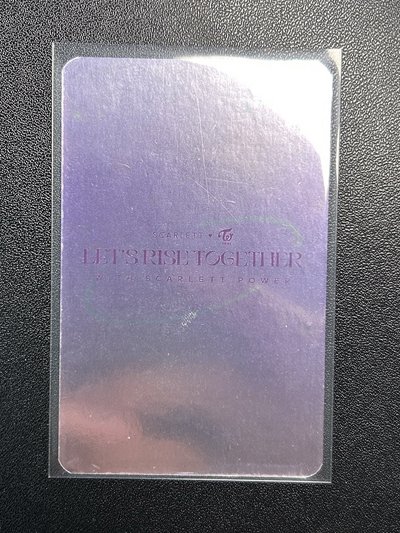 SCARLETT ♥
LET'S RISE TOGETHER
WITH SCARLETT POWER